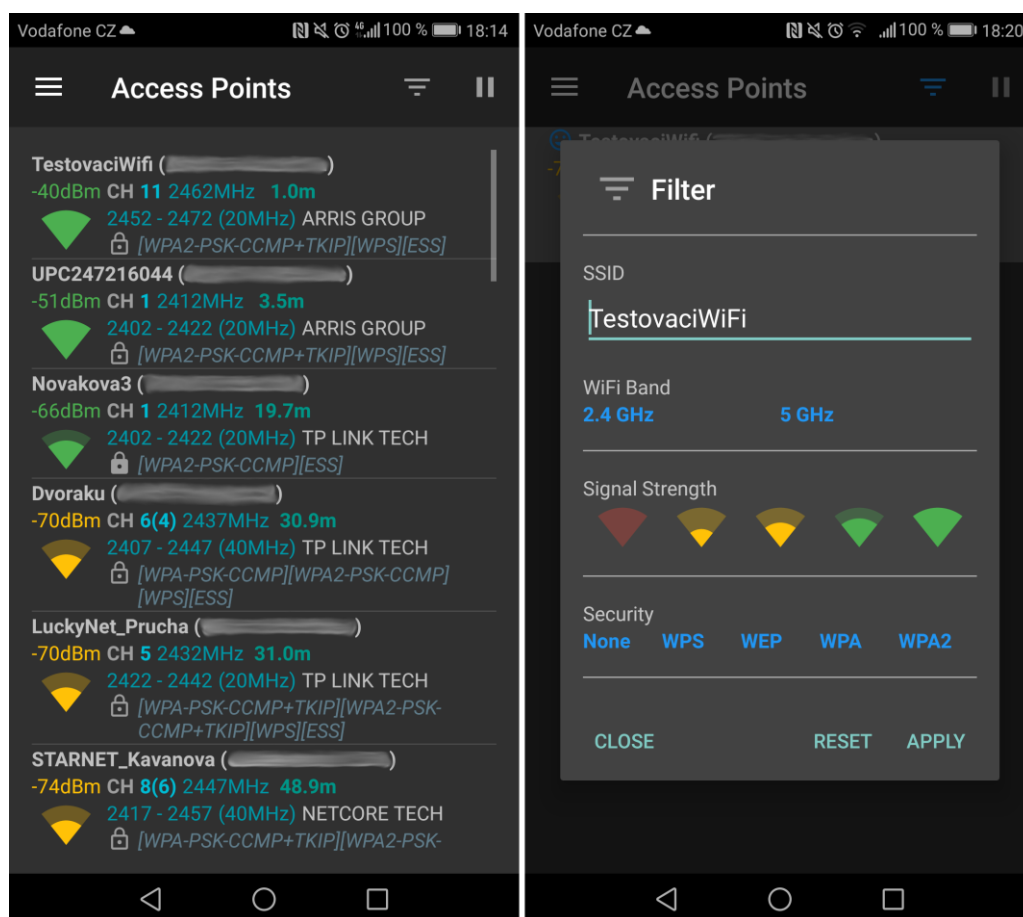 Vodafone CZ 100 % 18:14
Access Points
TestovaciWifi ( )
-40dBm CH 11 2462MHz 1.0m
2452 - 2472 (20MHz) ARRIS GROUP
[WPA2-PSK-CCMP+TKIP][WPS][ESS]
UPC247216044 ( )
-51dBm CH 1 2412MHz 3.5m
2402 - 2422 (20MHz) ARRIS GROUP
[WPA2-PSK-CCMP+TKIP][WPS][ESS]
Novakova3 ( )
-66dBm CH 1 2412MHz 19.7m
2402 - 2422 (20MHz) TP LINK TECH
[WPA2-PSK-CCMP][ESS]
Dvoraku ( )
-70dBm CH 6(4) 2437MHz 30.9m
2407 - 2447 (40MHz) TP LINK TECH
[WPA-PSK-CCMP][WPA2-PSK-CCMP]
[WPS][ESS]
LuckyNet_Prucha ( )
-70dBm CH 5 2432MHz 31.0m
2422 - 2442 (20MHz) TP LINK TECH
[WPA-PSK-CCMP+TKIP][WPA2-PSK-
CCMP+TKIP][WPS][ESS]
STARNET_Kavanova ( )
-74dBm CH 8(6) 2447MHz 48.9m
2417 - 2457 (40MHz) NETCORE TECH
[WPA-PSK-CCMP+TKIP][WPA2-PSK-
Vodafone CZ 100 % 18:20
Access Points
TestovaciWifi ( )
Filter
SSID
TestovaciWiFi
WiFi Band
2.4 GHz 5 GHz
Signal Strength
Security
None WPS WEP WPA WPA2
CLOSE RESET APPLY